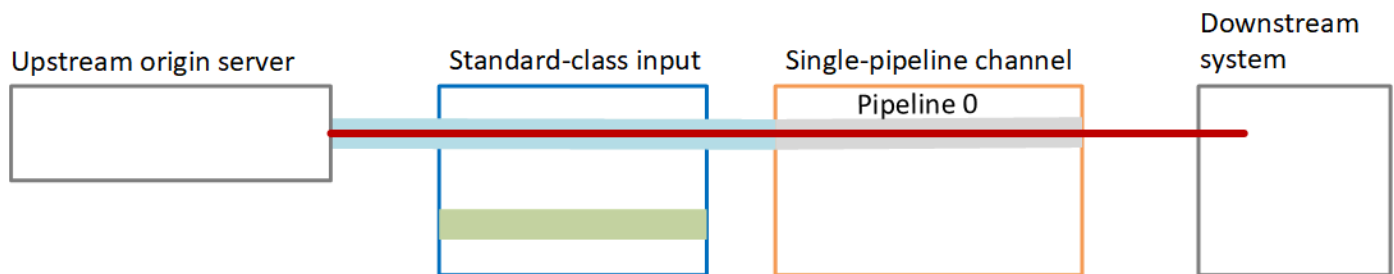 Upstream origin server
Standard-class input
Single-pipeline channel
Downstream
system
Pipeline 0